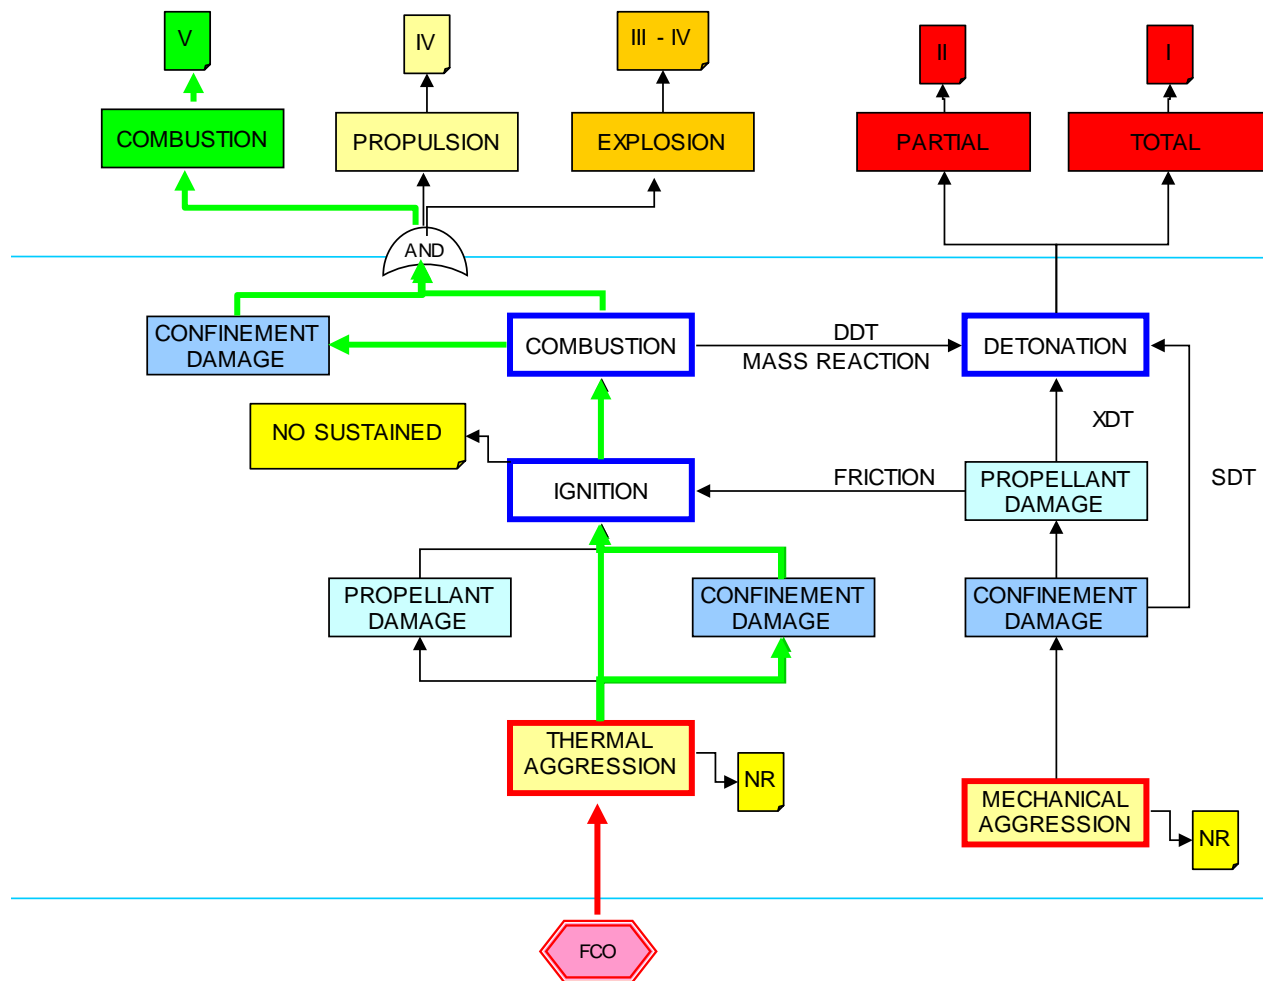 V
IV
III - IV
II
I
COMBUSTION
PROPULSION
EXPLOSION
PARTIAL
TOTAL
AND
CONFINEMENT
DAMAGE
COMBUSTION
DDT
MASS REACTION
DETONATION
NO SUSTAINED
XDT
IGNITION
FRICTION
PROPELLANT
DAMAGE
SDT
PROPELLANT
DAMAGE
CONFINEMENT
DAMAGE
CONFINEMENT
DAMAGE
THERMAL
AGGRESSION
NR
MECHANICAL
AGGRESSION
NR
FCO